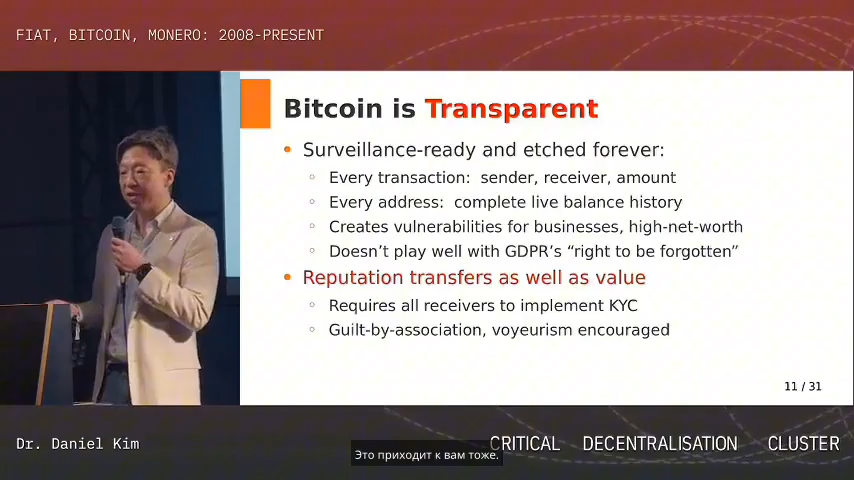 FIAT, BITCOIN, MONERO: 2008-PRESENT
Bitcoin is Transparent
Surveillance-ready and etched forever:
Every transaction: sender, receiver, amount
Every address: complete live balance history
Creates vulnerabilities for businesses, high-net-worth
Doesn’t play well with GDPR’s “right to be forgotten”
Reputation transfers as well as value
Requires all receivers to implement KYC
Guilt-by-association, voyeurism encouraged
11 / 31
Dr. Daniel Kim
CRITICAL DECENTRALISATION CLUSTER
Это приходит к вам тоже.